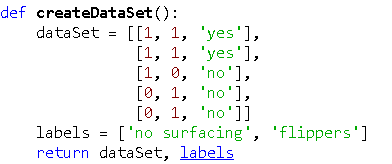 def createDataSet():
    dataSet = [[1, 1, 'yes'],
               [1, 1, 'yes'],
               [1, 0, 'no'],
               [0, 1, 'no'],
               [0, 1, 'no']]
    labels = ['no surfacing', 'flippers']
    return dataSet, labels